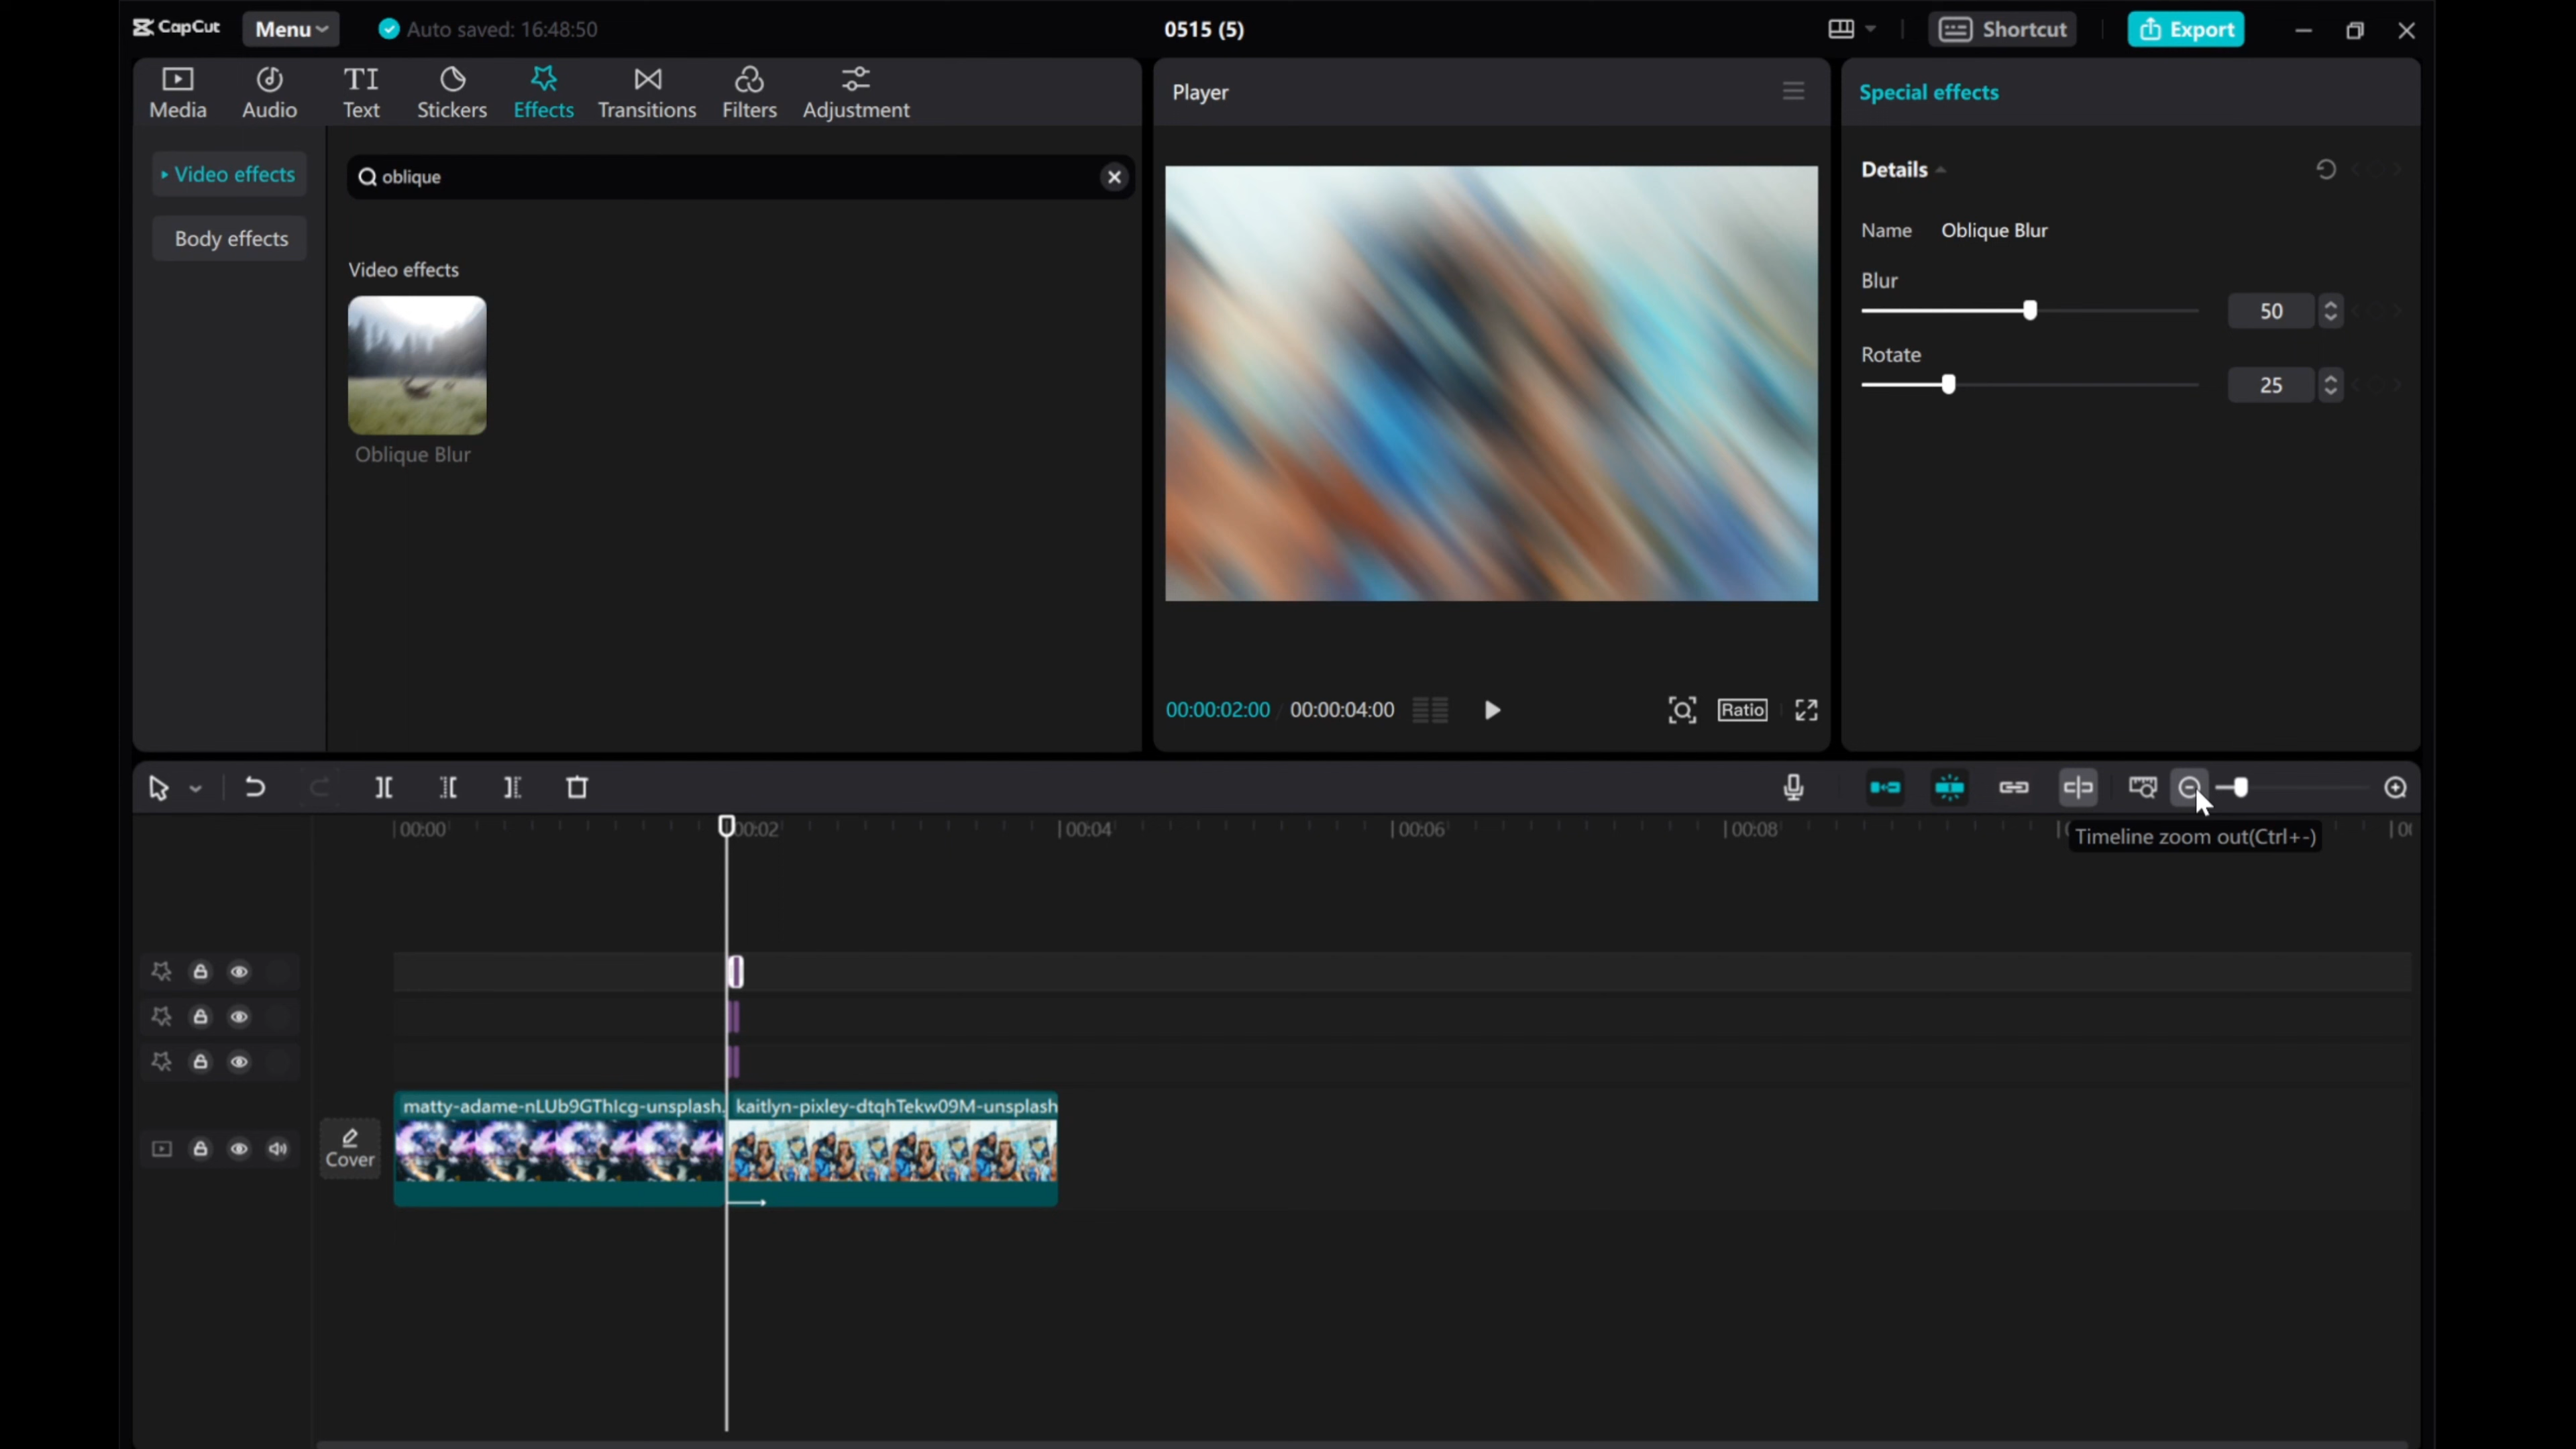 CapCut
Menu
Auto saved: 16:48:50
0515 (5)
Shortcut
Export
Media
Audio
TI
Text
Stickers
Effects
Transitions
Filters
Adjustment
Player
Special effects
Video effects
Body effects
oblique
Video effects
Oblique Blur
Details
Name Oblique Blur
Blur
50
Rotate
25
00:00:02:00 / 00:00:04:00
Ratio
00:00
00:02
00:04
00:06
00:08
Timeline zoom out(Ctrl+-)
Cover
matty-adame-nLUb9GThIcg-unsplash.
kaitlyn-pixley-dtqhTekw09M-unsplash